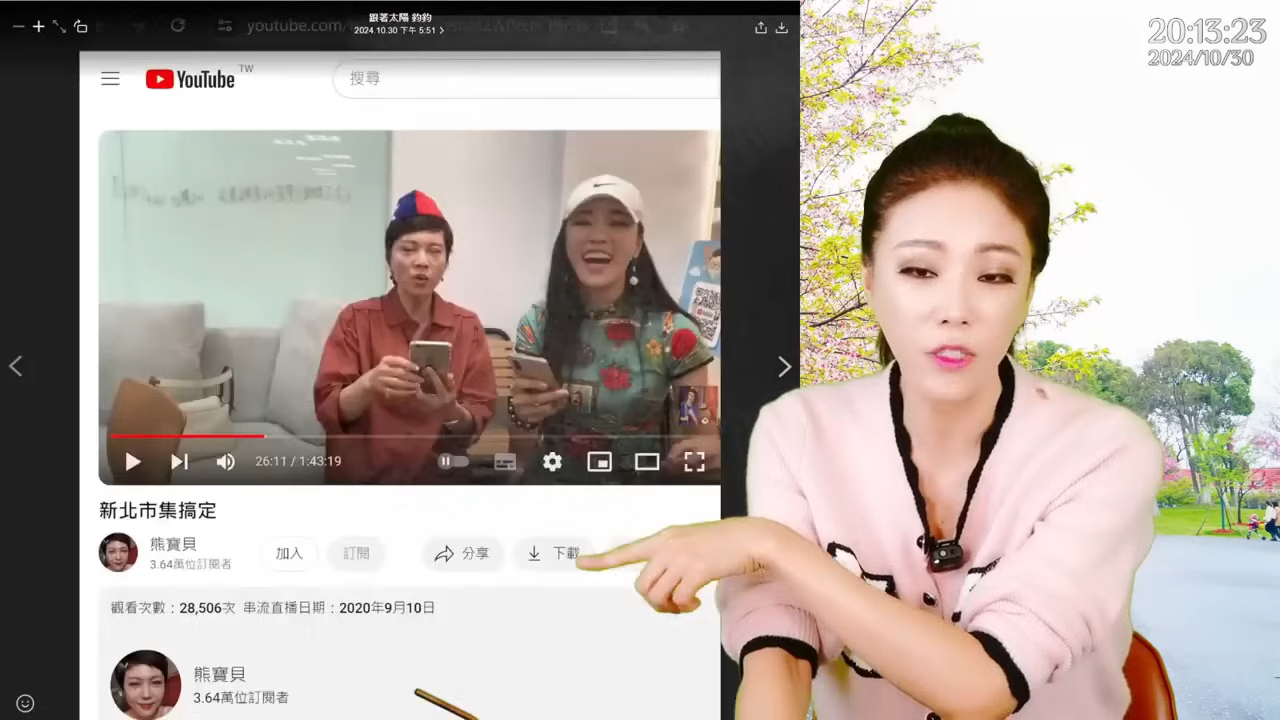 跟著太陽 鈞鈞
2024.10.30 下午 5:51
youtube.com/
20:13:23
2024/10/30
YouTube TW
搜尋
26:11 / 1:43:19
新北市集搞定
熊寶貝
3.64萬位訂閱者
加入
訂閱
分享
下載
觀看次數：28,506次 串流直播日期：2020年9月10日
熊寶貝
3.64萬位訂閱者